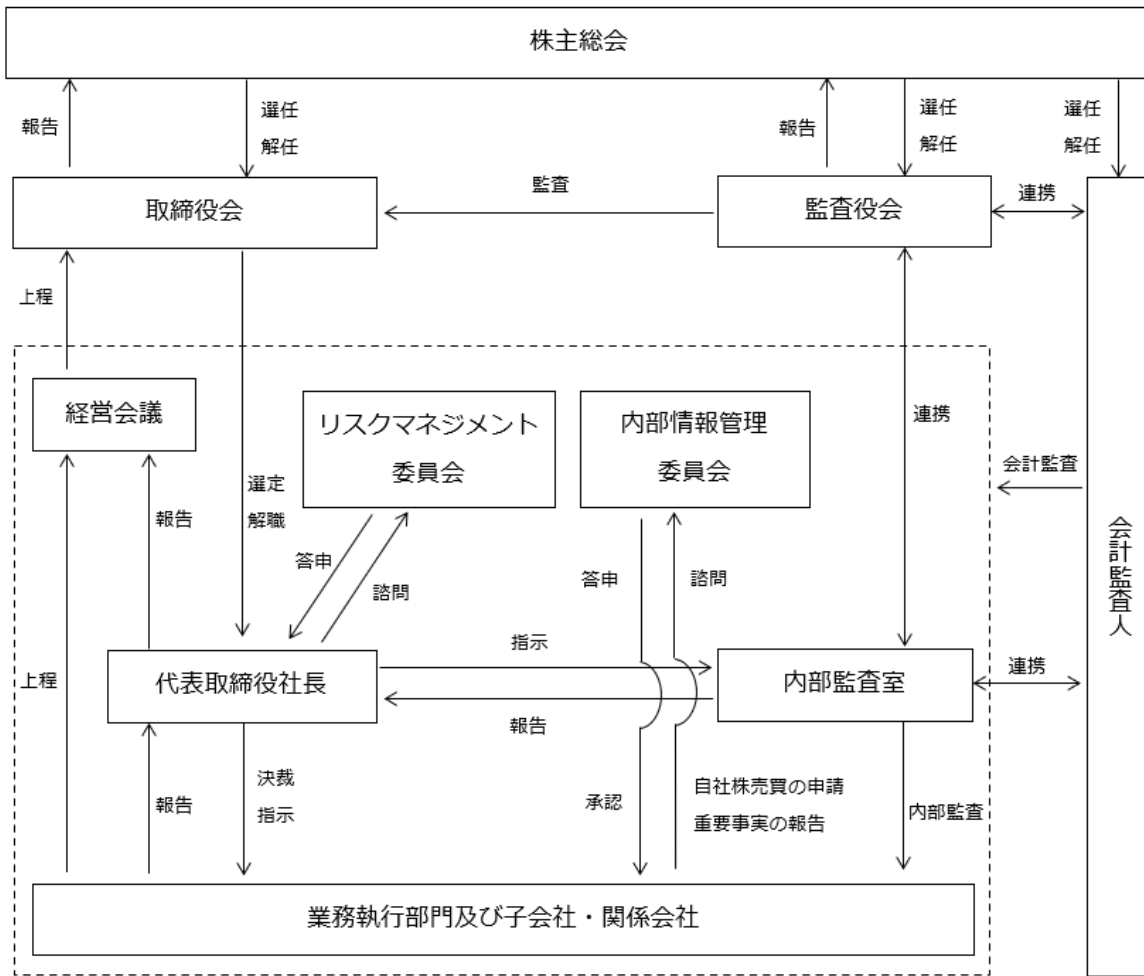 株主総会
報告
選任
解任
報告
選任
解任
選任
解任
取締役会
監査
監査役会
連携
上程
経営会議
リスクマネジメント
委員会
内部情報管理
委員会
連携
会計監査
選定
解職
報告
答申
諮問
答申
諮問
会計監査人
指示
上程
代表取締役社長
内部監査室
連携
報告
報告
決裁
指示
承認
自社株売買の申請
重要事実の報告
内部監査
業務執行部門及び子会社・関係会社